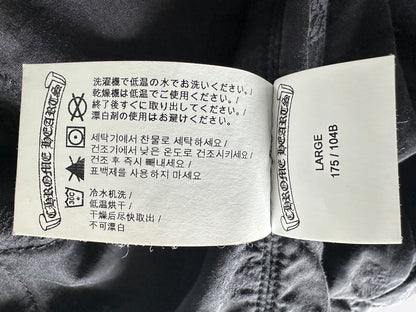 CHROME HEARTS
洗濯機で低温の水でお洗いください。/
乾燥機は低温でご使用ください。/
終了後すぐに取り出してください。/
漂白剤の使用はお避けください。
세탁기에서 찬물로 세탁하세요/
건조기에서 낮은 온도로 건조시키세요/
건조 후 즉시 빼내세요/
표백제를 사용하지 마세요
冷水机洗/
低温烘干/
干燥后尽快取出/
不可漂白
30C
LARGE
175 / 104B
CHROME HEARTS